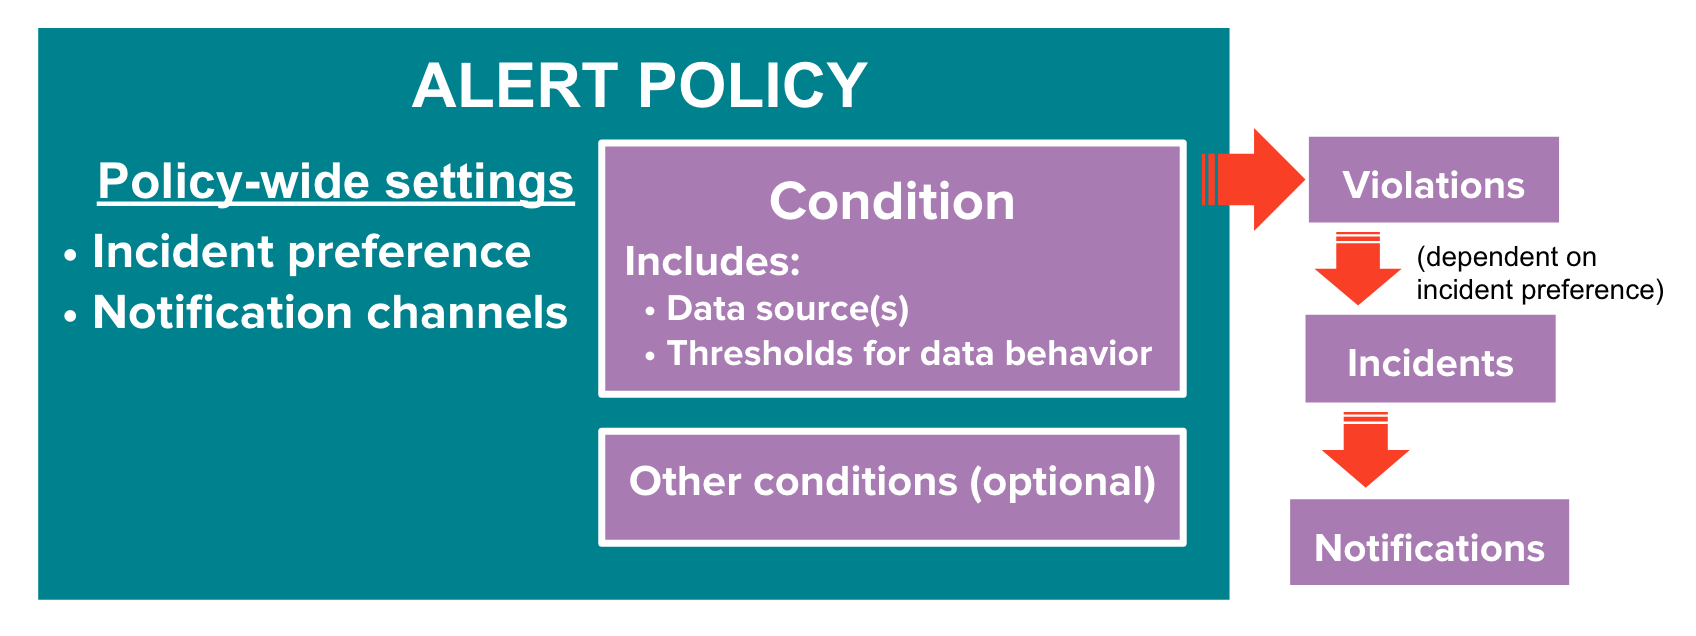 ALERT POLICY
Policy-wide settings
• Incident preference
• Notification channels
Condition
Includes:
• Data source(s)
• Thresholds for data behavior
Other conditions (optional)
Violations
(dependent on
incident preference)
Incidents
Notifications